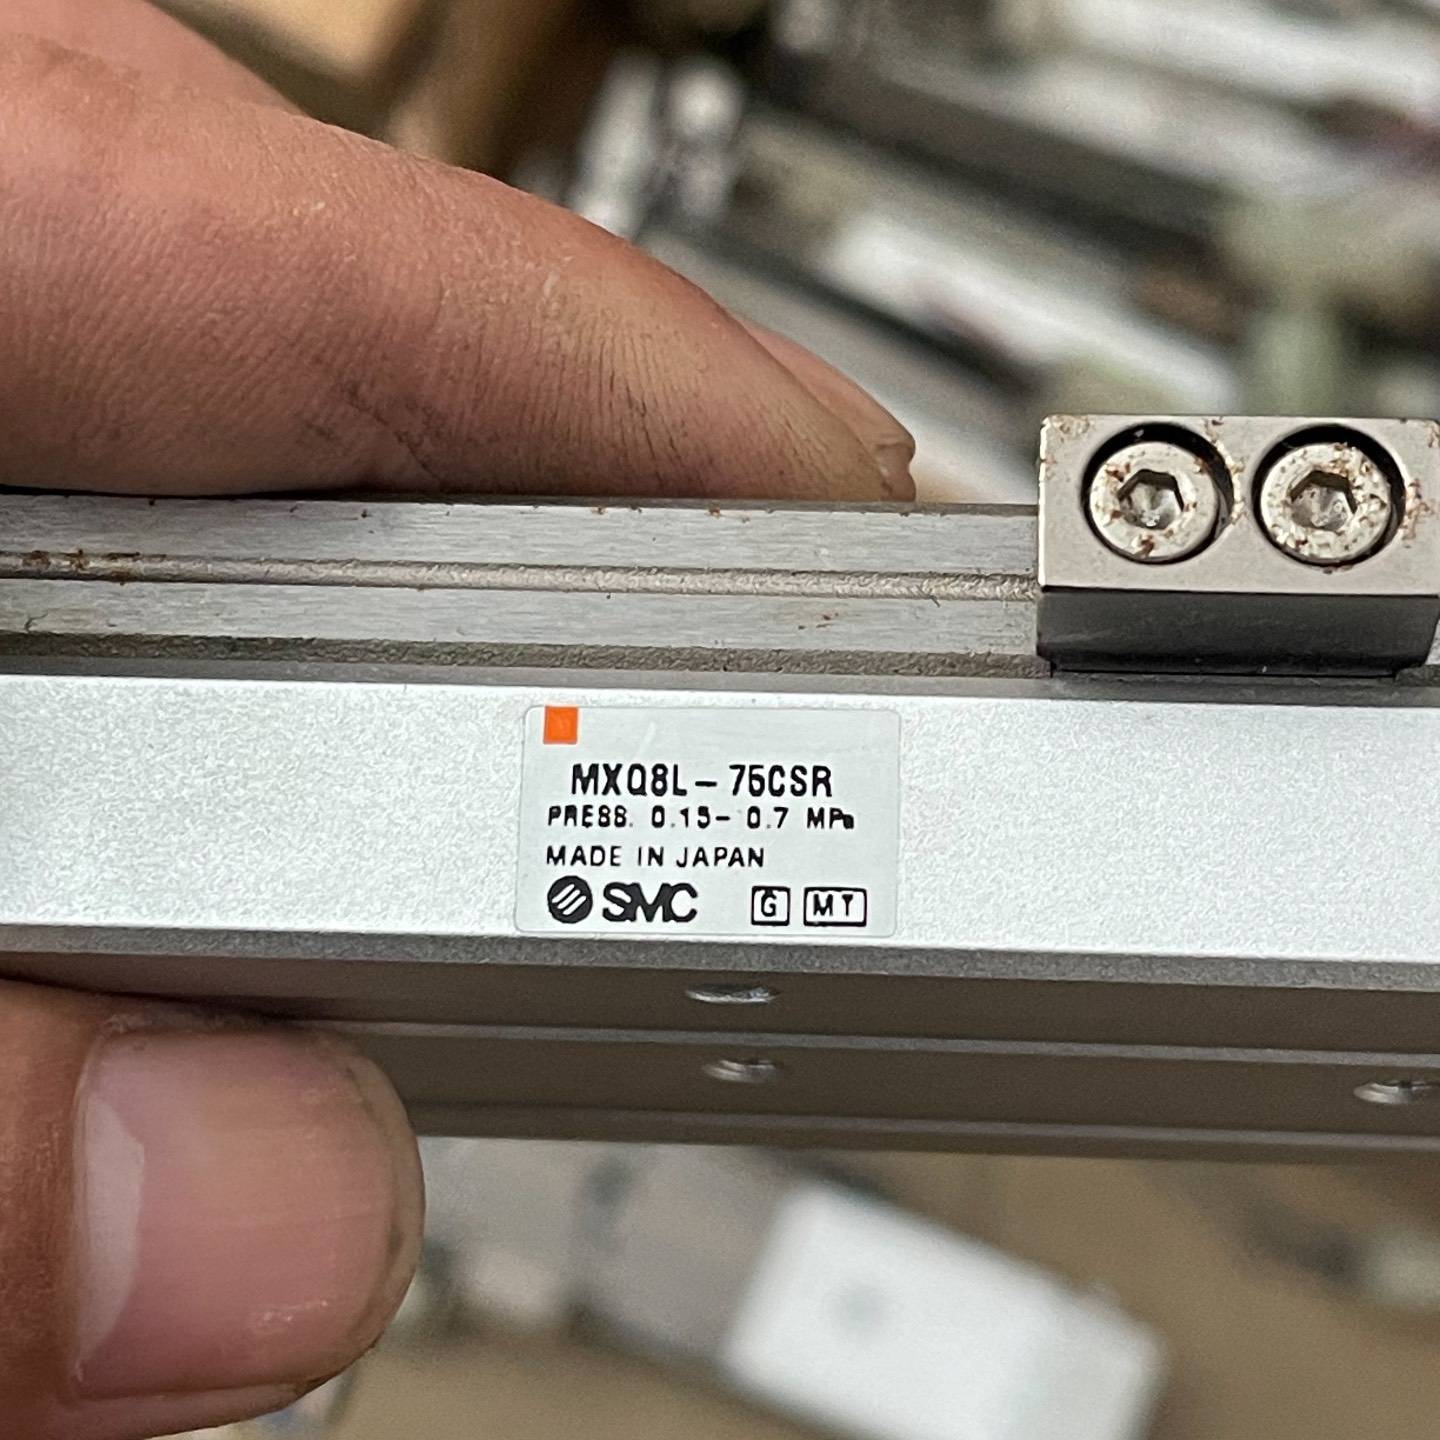 MXQ8L-75CSR
PRESS. 0.15-0.7 MPa
MADE IN JAPAN
SMC G MT